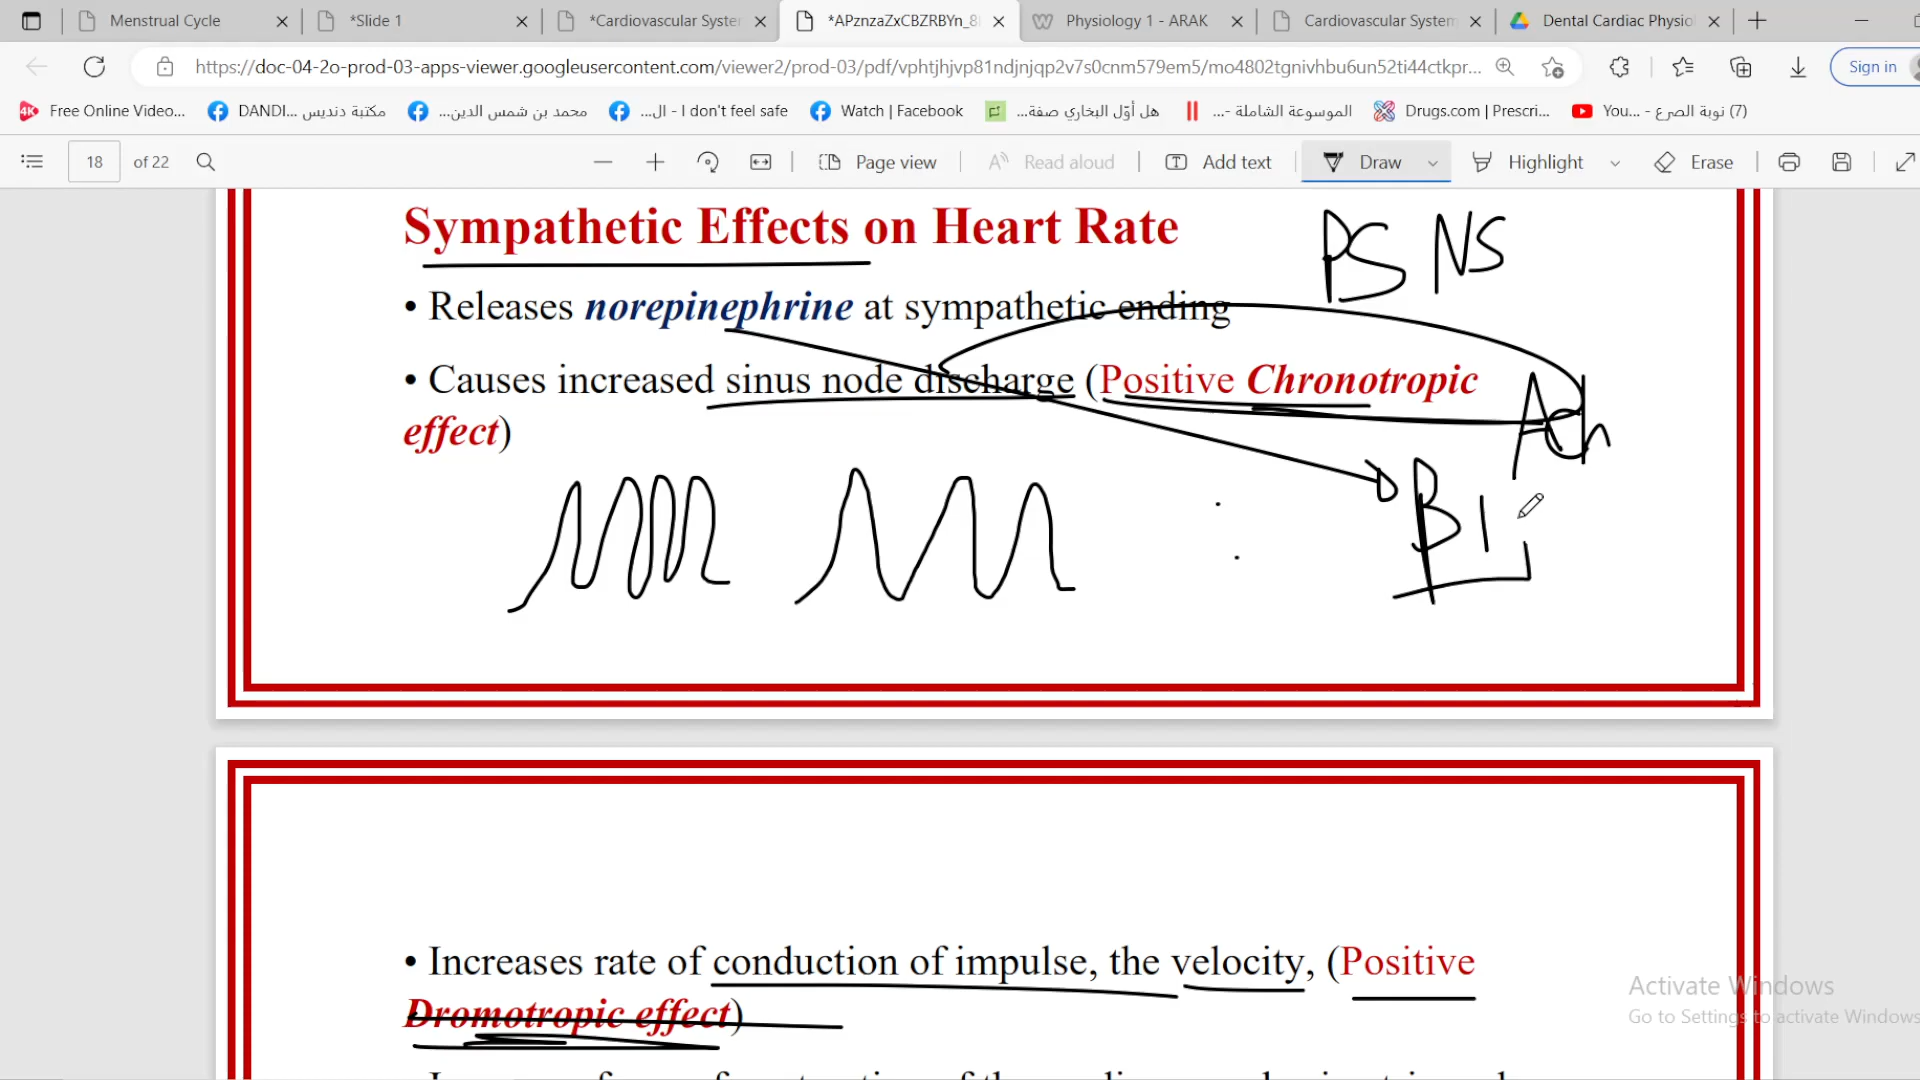 Menstrual Cycle
*Slide 1
*Cardiovascular System
*APznzaZxCBZRBYn_8
Physiology 1 - ARAK
Cardiovascular System
Dental Cardiac Physiol
https://doc-04-2o-prod-03-apps-viewer.googleusercontent.com/viewer2/prod-03/pdf/vphtjhjvp81ndjnjqp2v7s0cnm579em5/mo4802tgnivhbu6un52ti44ctkpr...
Sign in
4K Free Online Video...
DANDI... مكتبة دنديس
محمد بن شمس الدين...
ال... - I don't feel safe
Watch | Facebook
هل أوّل البخاري صفة...
الموسوعة الشاملة -...
Drugs.com | Prescri...
(7) نوبة الصرع - You...
18 of 22
Page view
Read aloud
Add text
Draw
Highlight
Erase
Sympathetic Effects on Heart Rate
PS NS
• Releases norepinephrine at sympathetic ending
• Causes increased sinus node discharge (Positive Chronotropic
effect)
Ach
B1
• Increases rate of conduction of impulse, the velocity, (Positive
Dromotropic effect)
Activate Windows
Go to Settings to activate Windows